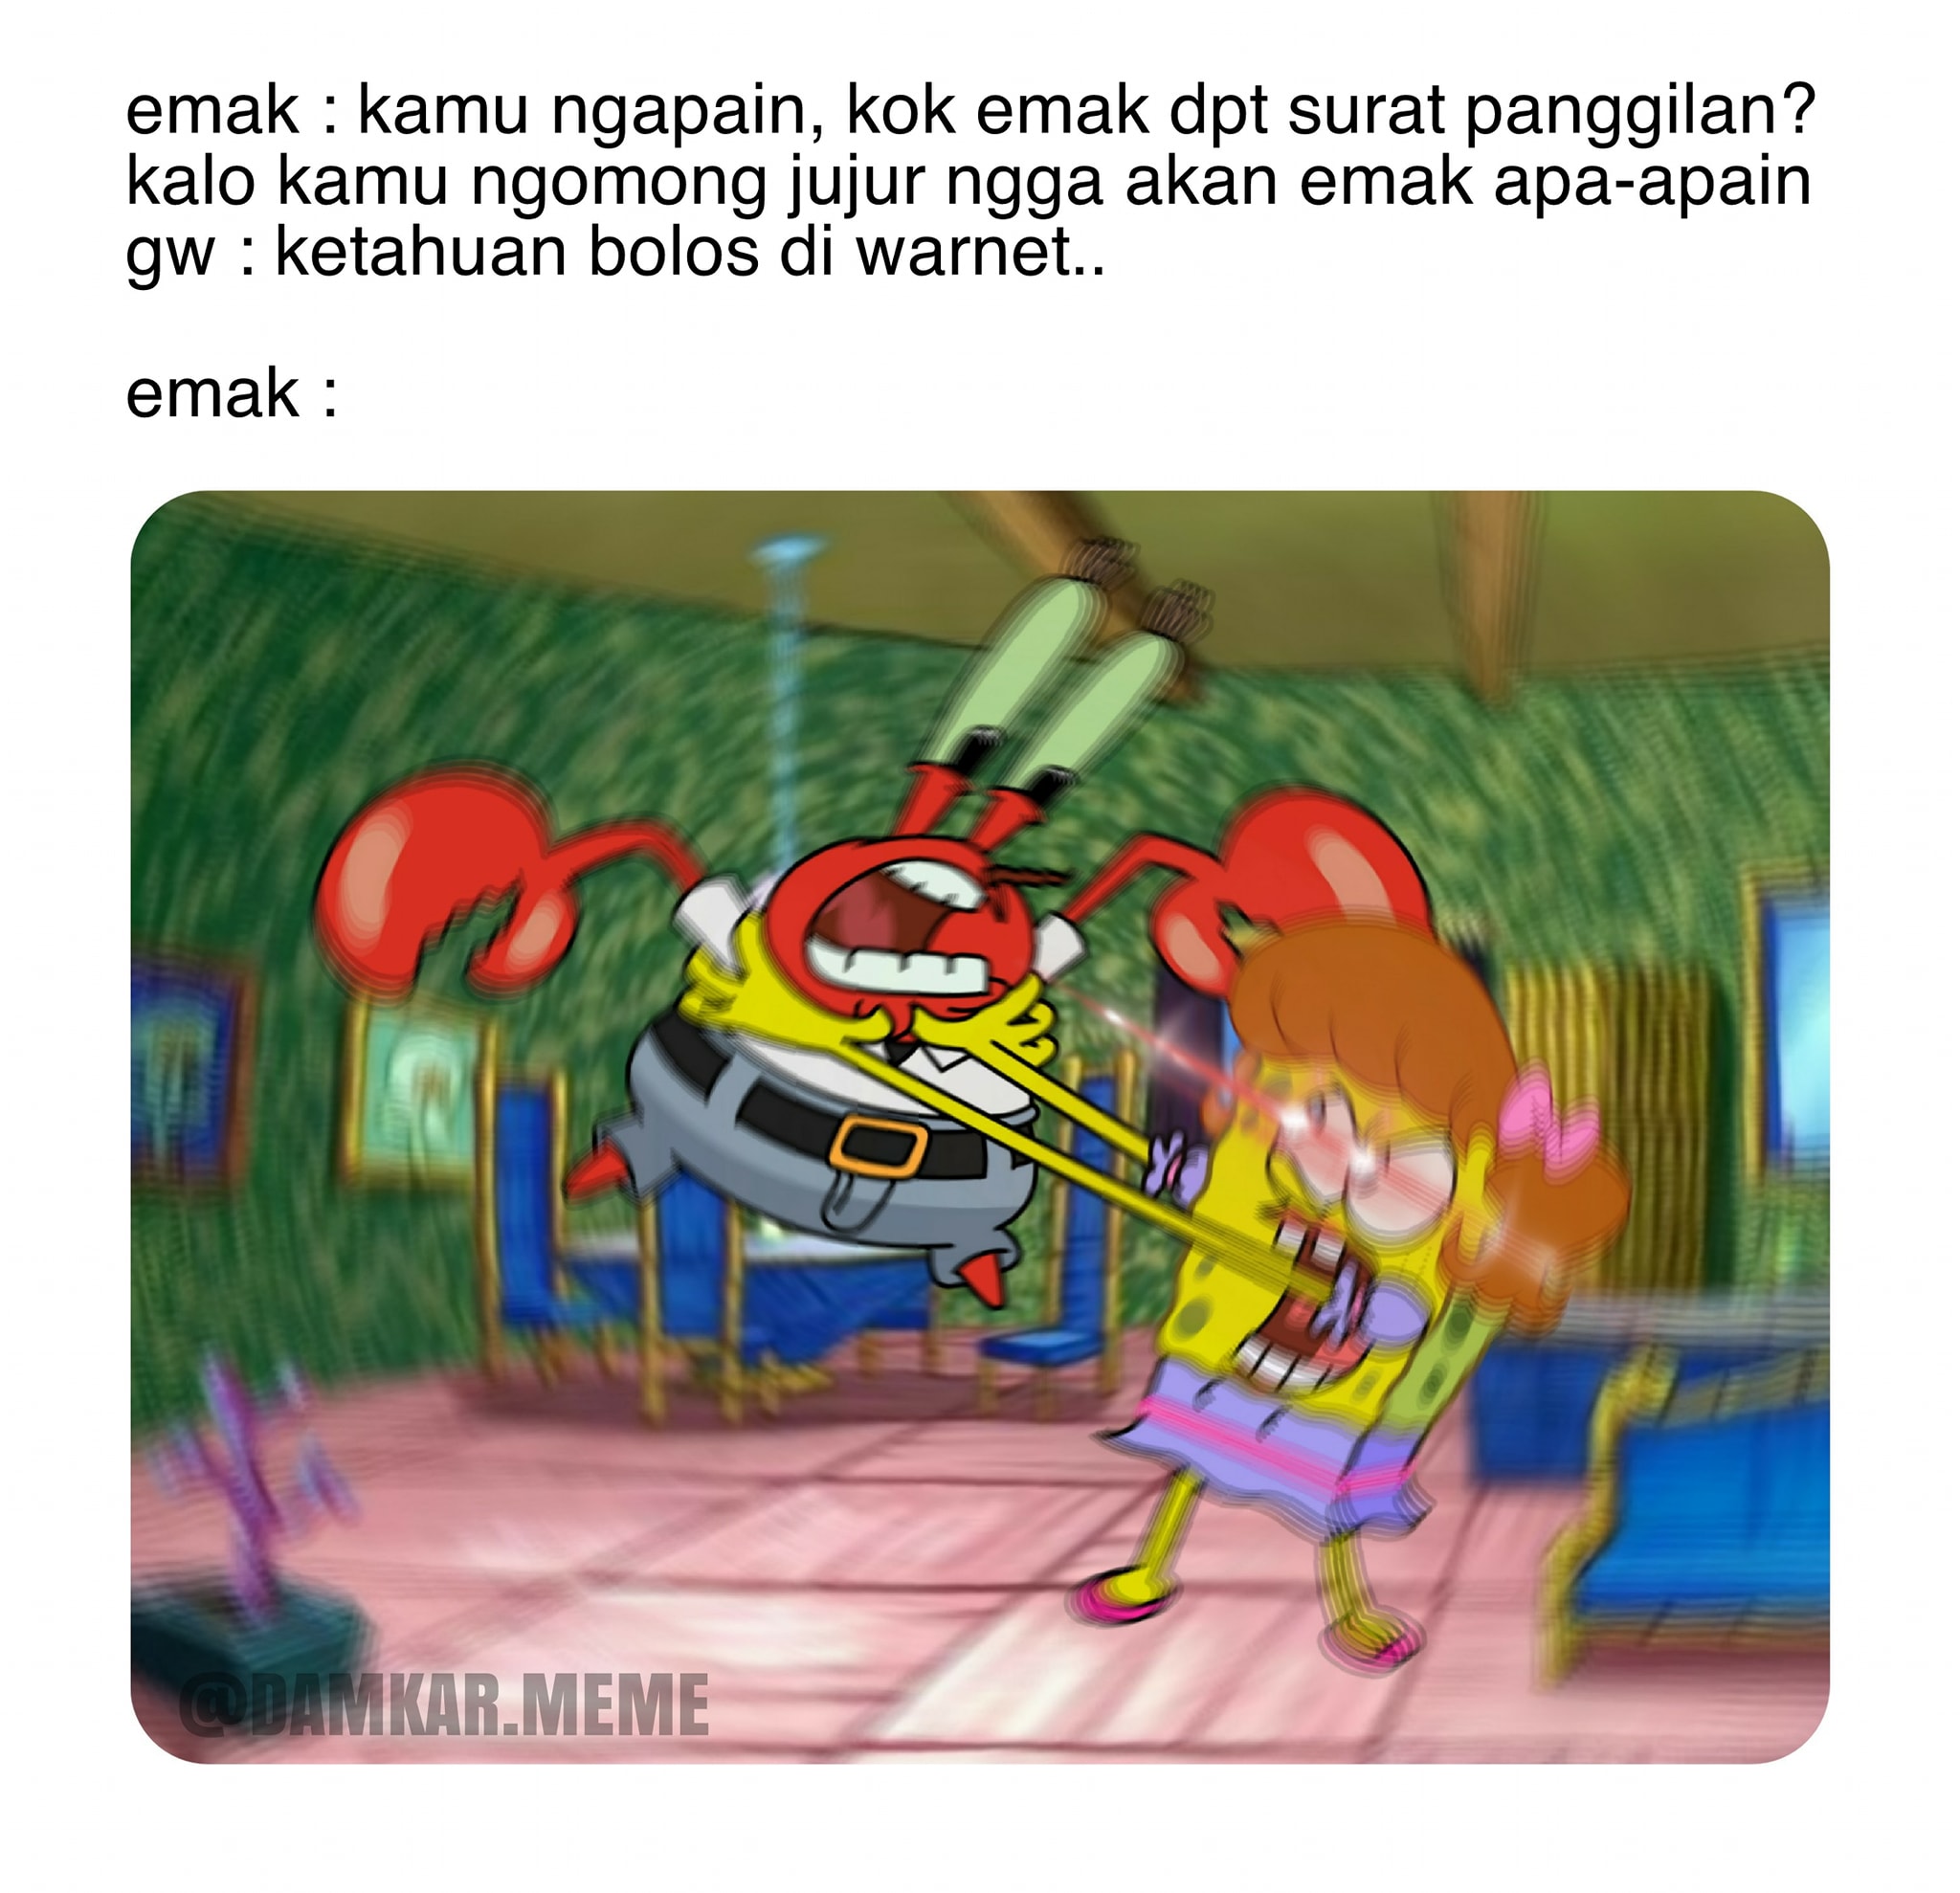 emak : kamu ngapain, kok emak dpt surat panggilan?
kalo kamu ngomong jujur ngga akan emak apa-apain
gw : ketahuan bolos di warnet..
emak :
@DAMKAR.MEME